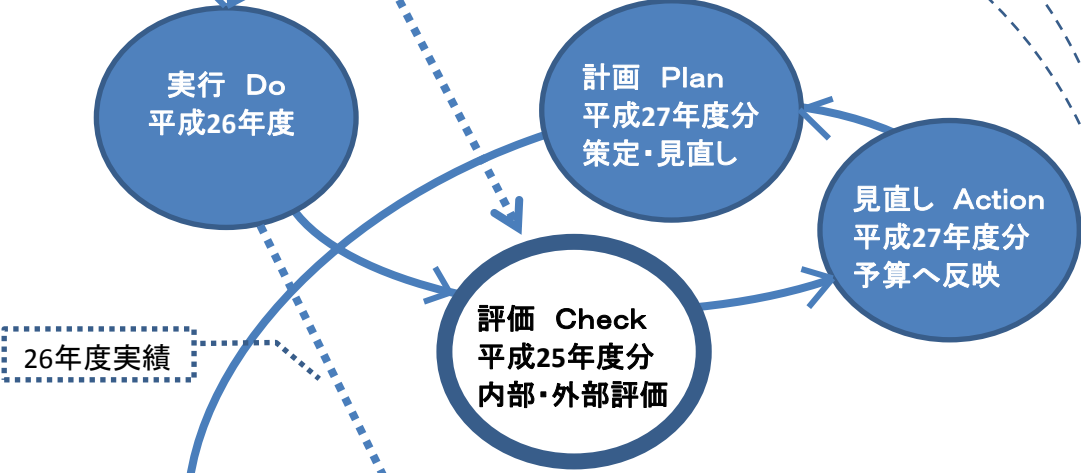 実行　Do
平成26年度
計画　Plan
平成27年度分
策定・見直し
見直し　Action
平成27年度分
予算へ反映
評価　Check
平成25年度分
内部・外部評価
26年度実績